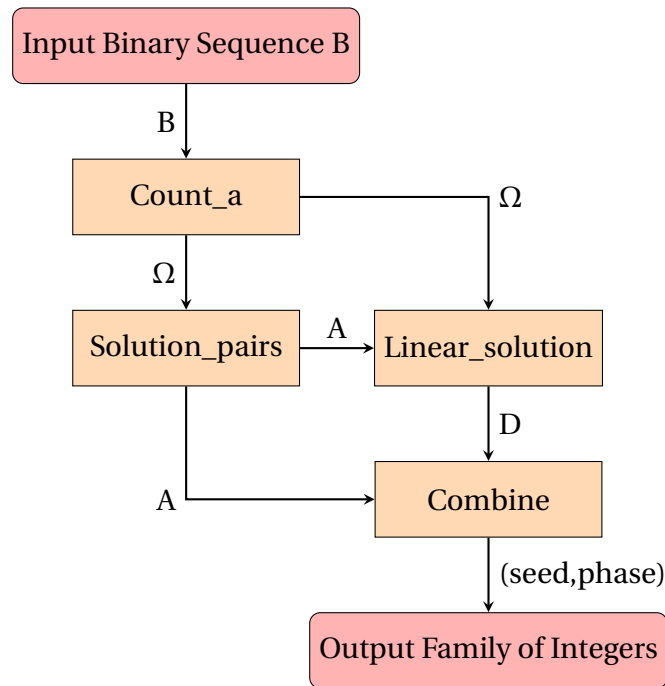 Input Binary Sequence B
B
Count_a
Ω
Ω
Solution_pairs
A
Linear_solution
D
A
Combine
(seed,phase)
Output Family of Integers